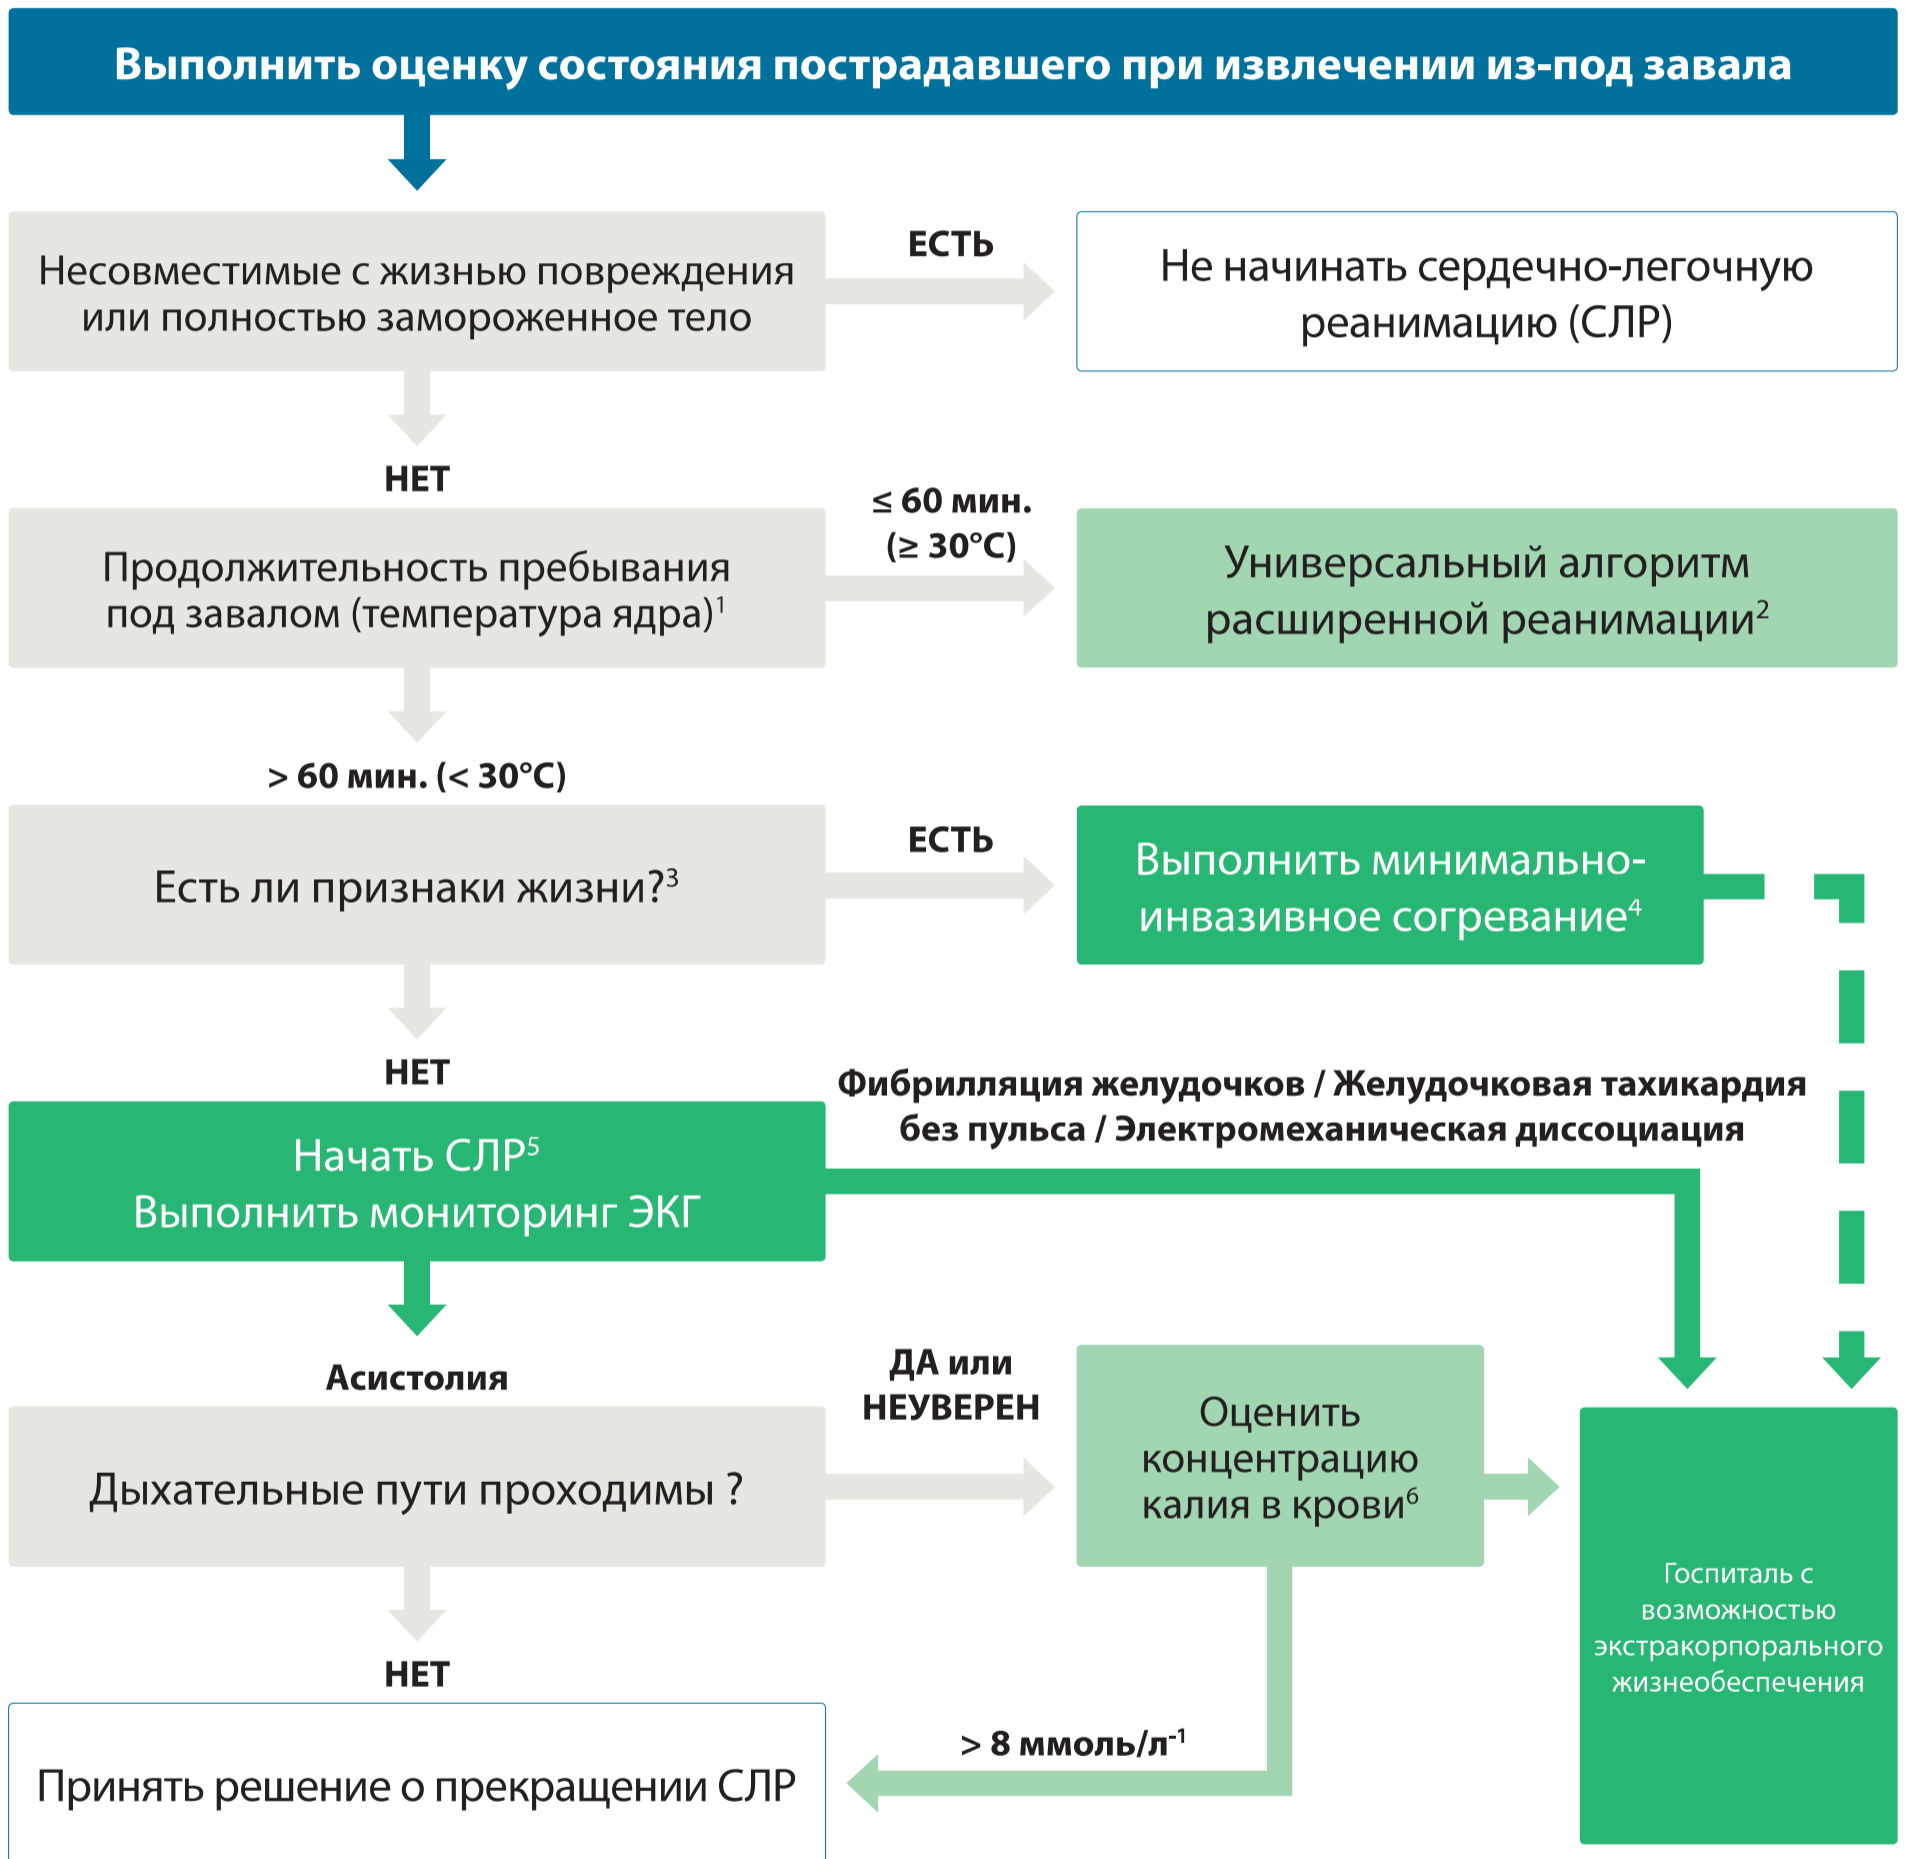 Выполнить оценку состояния пострадавшего при извлечении из-под завала
Несовместимые с жизнью повреждения
или полностью замороженное тело
ЕСТЬ
Не начинать сердечно-легочную
реанимацию (СЛР)
НЕТ
Продолжительность пребывания
под завалом (температура ядра)¹
≤ 60 мин.
(≥ 30°C)
Универсальный алгоритм
расширенной реанимации²
> 60 мин. (< 30°C)
Есть ли признаки жизни?³
ЕСТЬ
Выполнить минимально-
инвазивное согревание⁴
НЕТ
Начать СЛР⁵
Выполнить мониторинг ЭКГ
Фибрилляция желудочков / Желудочковая тахикардия
без пульса / Электромеханическая диссоциация
Асистолия
Дыхательные пути проходимы ?
ДА или
НЕУВЕРЕН
Оценить
концентрацию
калия в крови⁶
Госпиталь с
возможностью
экстракорпорального
жизнеобеспечения
НЕТ
> 8 ммоль/л⁻¹
Принять решение о прекращении СЛР